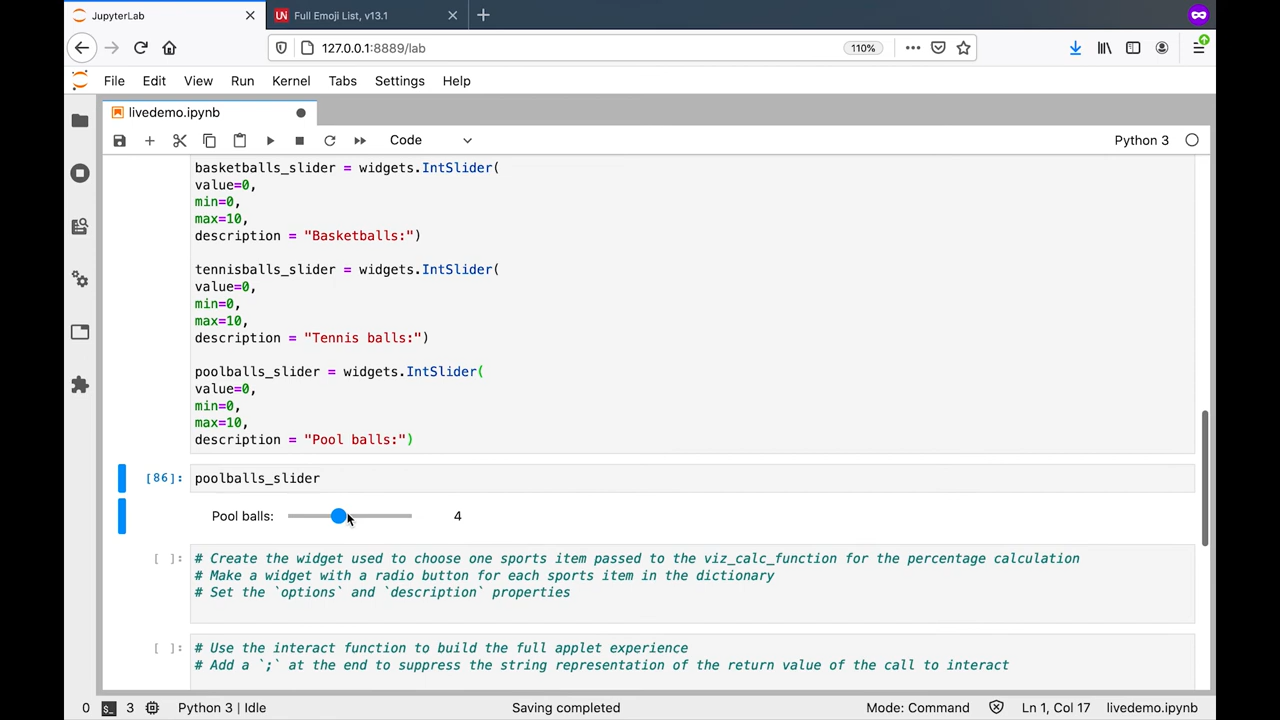 JupyterLab
UN Full Emoji List, v13.1
127.0.0.1:8889/lab
110%
File Edit View Run Kernel Tabs Settings Help
livedemo.ipynb
Code
Python 3
basketballs_slider = widgets.IntSlider(
value=0,
min=0,
max=10,
description = "Basketballs:")
tennisballs_slider = widgets.IntSlider(
value=0,
min=0,
max=10,
description = "Tennis balls:")
poolballs_slider = widgets.IntSlider(
value=0,
min=0,
max=10,
description = "Pool balls:")
[86]: poolballs_slider
Pool balls: 4
[ ]: # Create the widget used to choose one sports item passed to the viz_calc_function for the percentage calculation
# Make a widget with a radio button for each sports item in the dictionary
# Set the `options` and `description` properties
[ ]: # Use the interact function to build the full applet experience
# Add a `;` at the end to suppress the string representation of the return value of the call to interact
0 3 Python 3 | Idle Saving completed Mode: Command Ln 1, Col 17 livedemo.ipynb